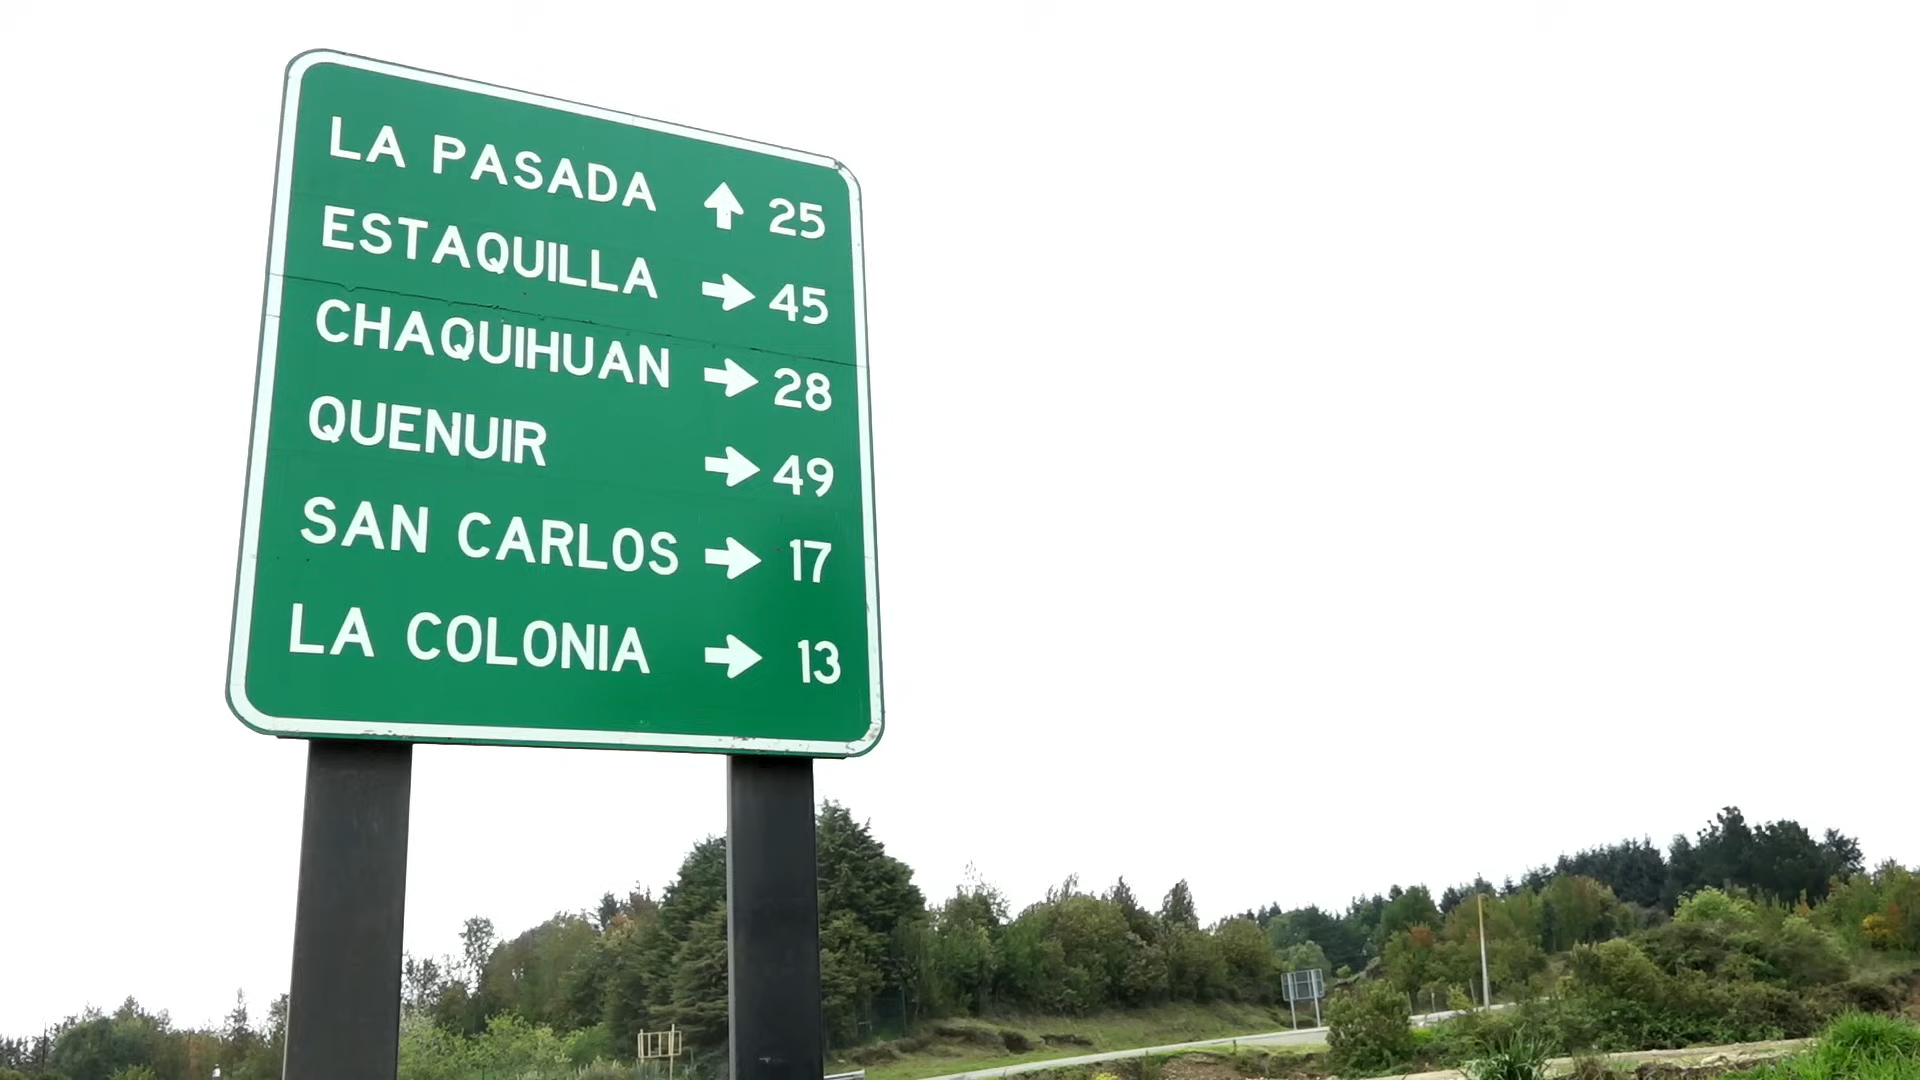 LA PASADA ↑ 25
ESTAQUILLA → 45
CHAQUIHUAN → 28
QUENUIR → 49
SAN CARLOS → 17
LA COLONIA → 13